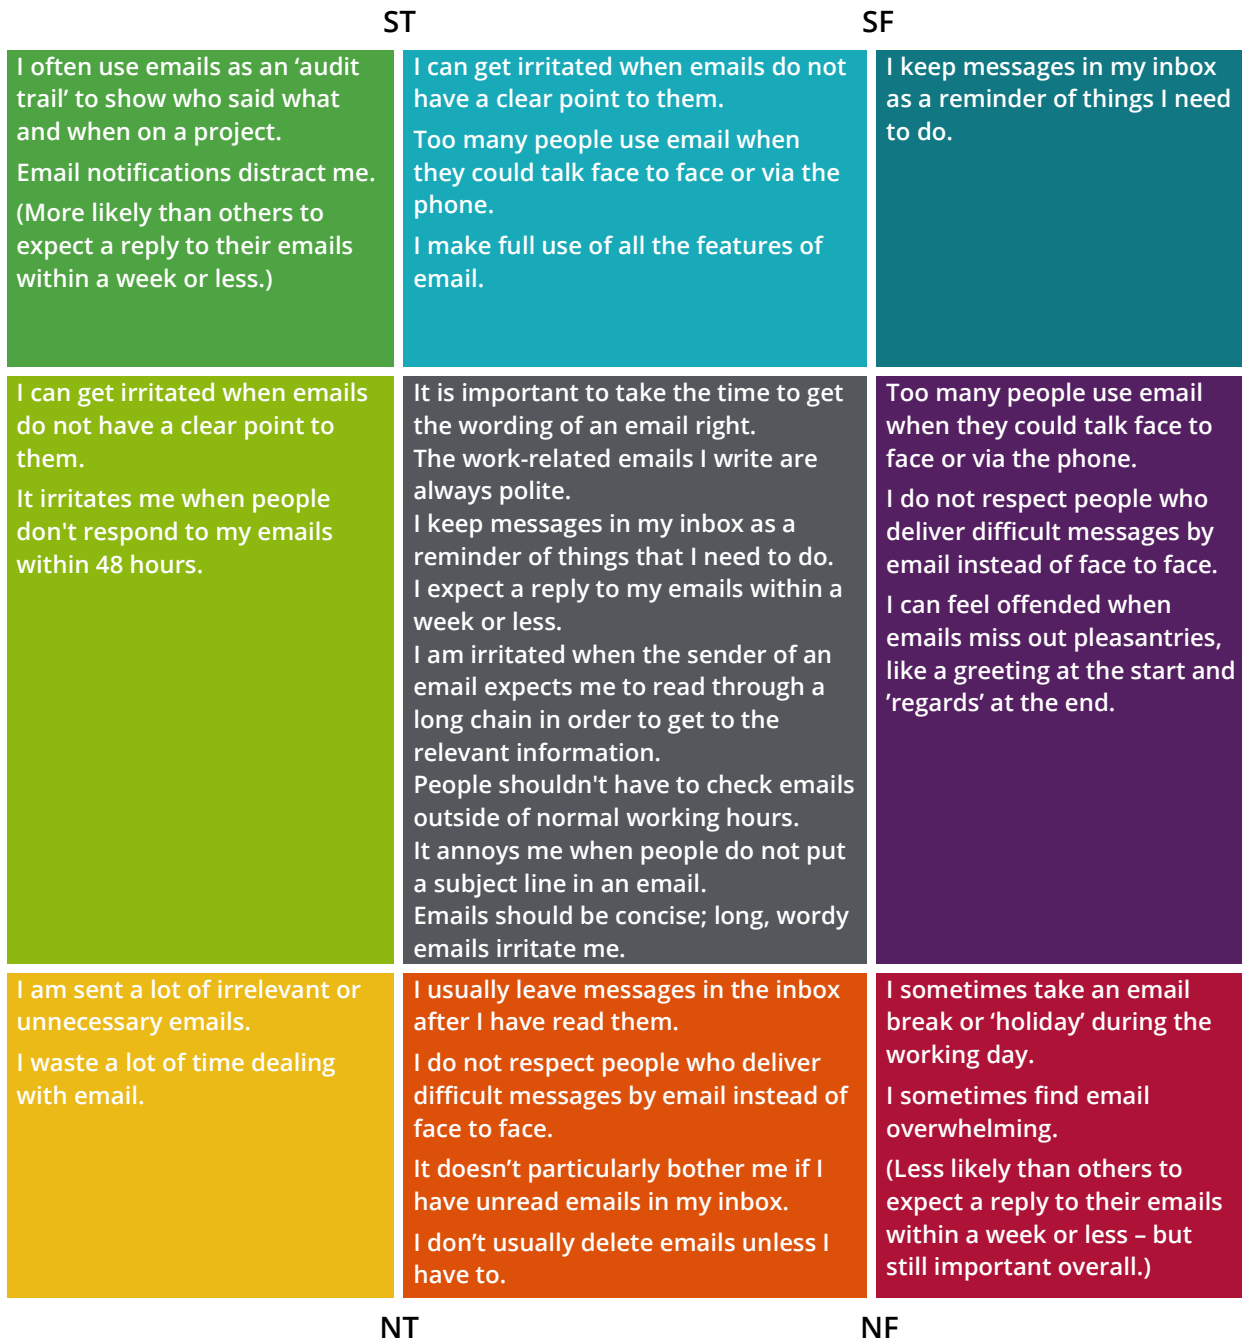 ST
SF
I often use emails as an ‘audit
trail’ to show who said what
and when on a project.
Email notifications distract me.
(More likely than others to
expect a reply to their emails
within a week or less.)
I can get irritated when emails do not
have a clear point to them.
Too many people use email when
they could talk face to face or via the
phone.
I make full use of all the features of
email.
I keep messages in my inbox
as a reminder of things I need
to do.
I can get irritated when emails
do not have a clear point to
them.
It irritates me when people
don't respond to my emails
within 48 hours.
It is important to take the time to get
the wording of an email right.
The work-related emails I write are
always polite.
I keep messages in my inbox as a
reminder of things that I need to do.
I expect a reply to my emails within a
week or less.
I am irritated when the sender of an
email expects me to read through a
long chain in order to get to the
relevant information.
People shouldn't have to check emails
outside of normal working hours.
It annoys me when people do not put
a subject line in an email.
Emails should be concise; long, wordy
emails irritate me.
Too many people use email
when they could talk face to
face or via the phone.
I do not respect people who
deliver difficult messages by
email instead of face to face.
I can feel offended when
emails miss out pleasantries,
like a greeting at the start and
’regards’ at the end.
I am sent a lot of irrelevant or
unnecessary emails.
I waste a lot of time dealing
with email.
I usually leave messages in the inbox
after I have read them.
I do not respect people who deliver
difficult messages by email instead of
face to face.
It doesn’t particularly bother me if I
have unread emails in my inbox.
I don’t usually delete emails unless I
have to.
I sometimes take an email
break or ‘holiday’ during the
working day.
I sometimes find email
overwhelming.
(Less likely than others to
expect a reply to their emails
within a week or less – but
still important overall.)
NT
NF